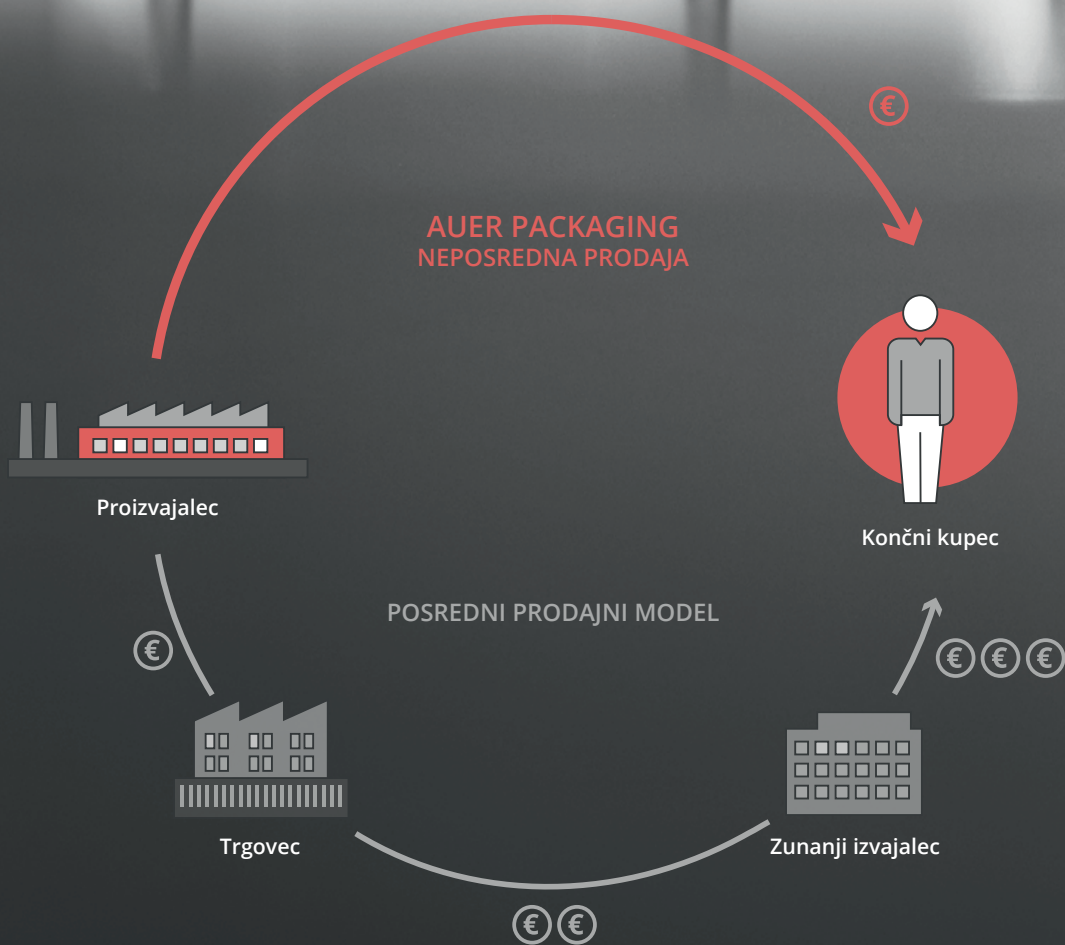 €
AUER PACKAGING
NEPOSREDNA PRODAJA
Proizvajalec
Končni kupec
POSREDNI PRODAJNI MODEL
€
€ € €
Trgovec
Zunanji izvajalec
€ €